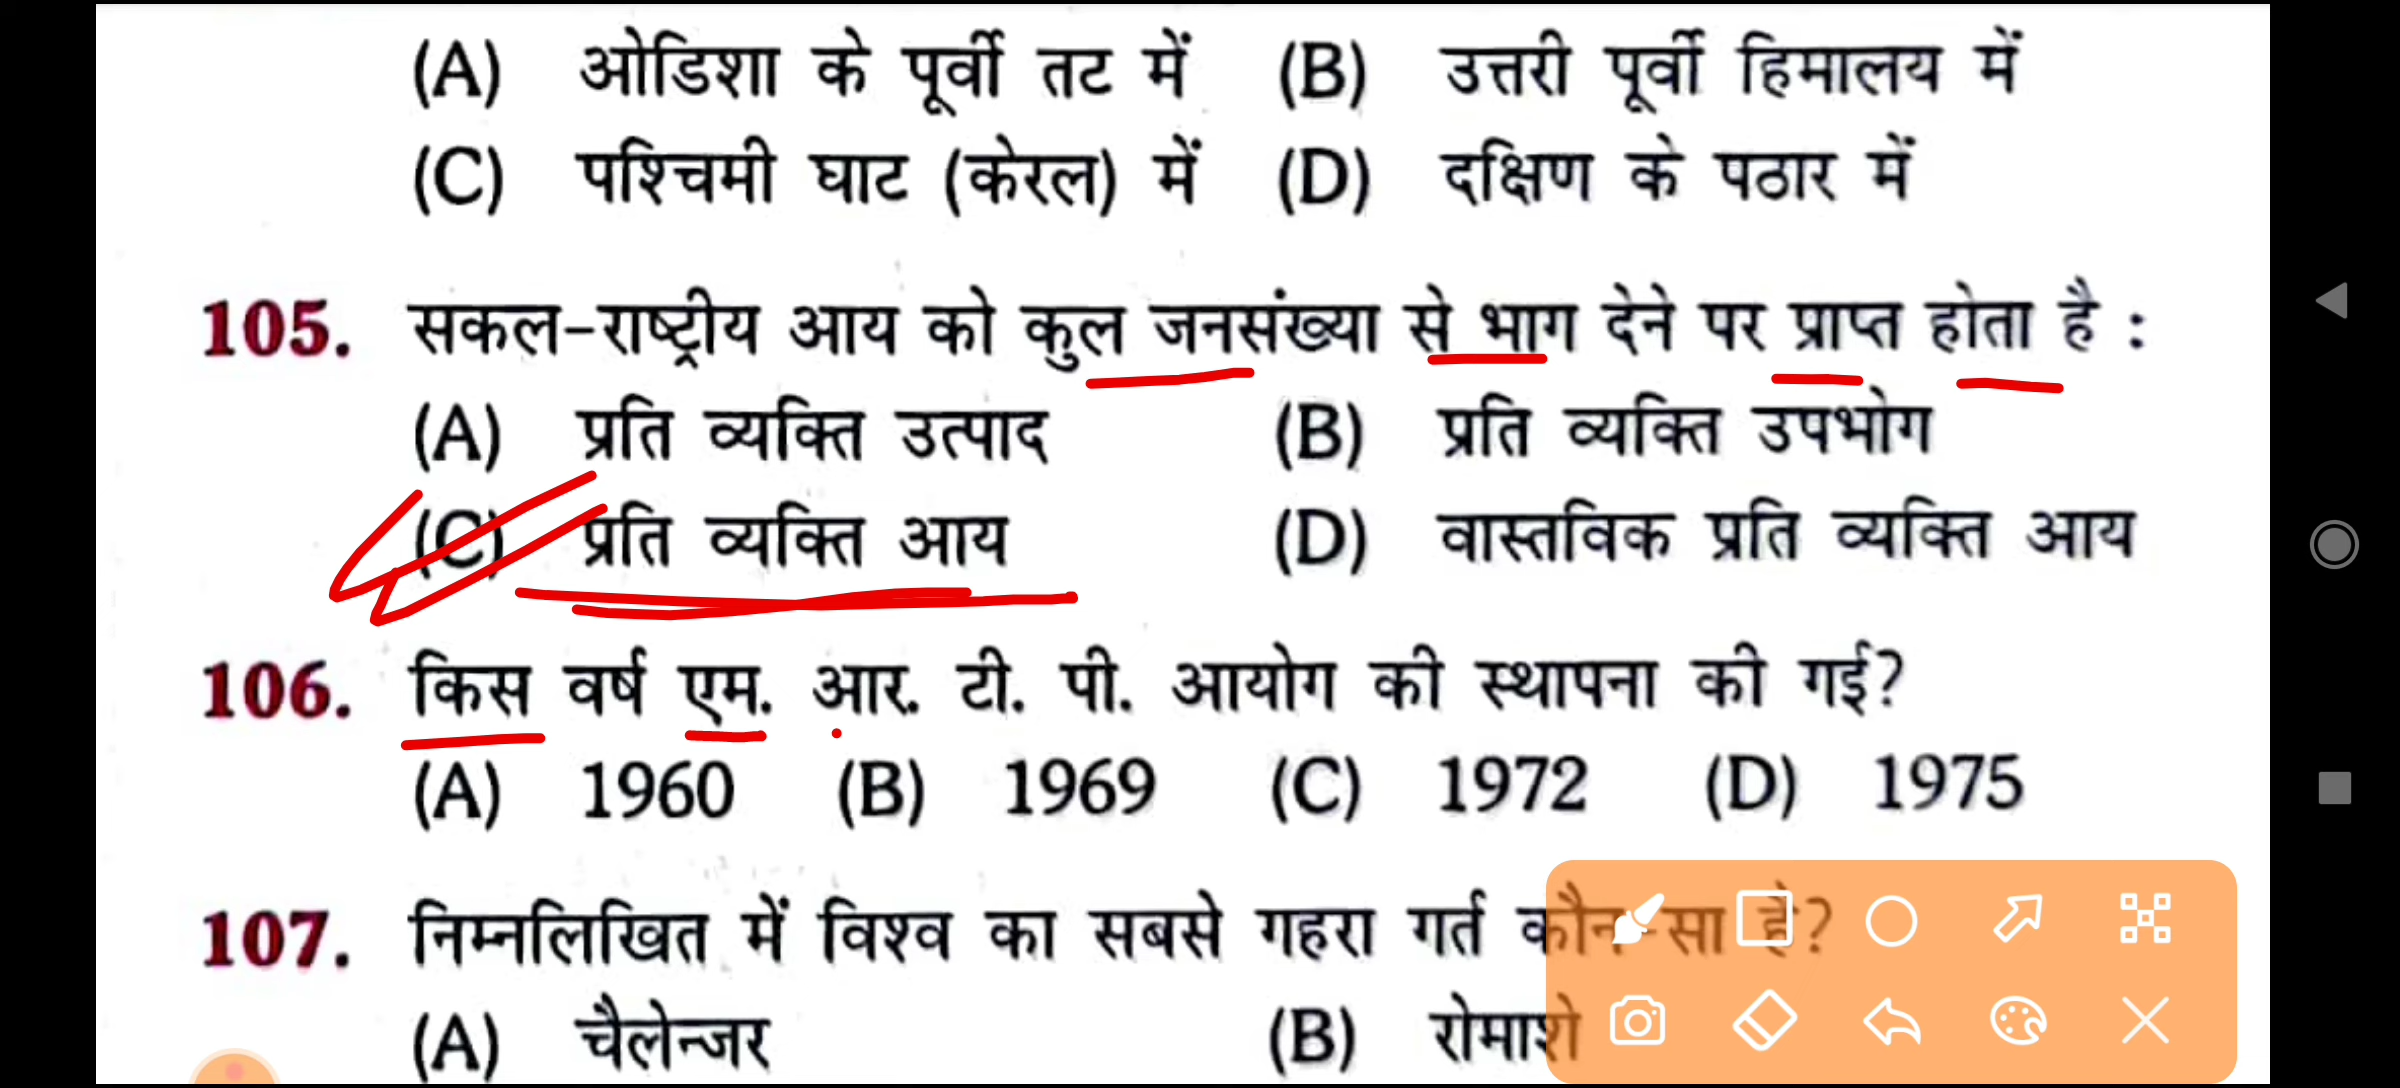 (A) ओडिशा के पूर्वी तट में (B) उत्तरी पूर्वी हिमालय में
(C) पश्चिमी घाट (केरल) में (D) दक्षिण के पठार में
105. सकल-राष्ट्रीय आय को कुल जनसंख्या से भाग देने पर प्राप्त होता है :
(A) प्रति व्यक्ति उत्पाद (B) प्रति व्यक्ति उपभोग
(C) प्रति व्यक्ति आय (D) वास्तविक प्रति व्यक्ति आय
106. किस वर्ष एम. आर. टी. पी. आयोग की स्थापना की गई?
(A) 1960 (B) 1969 (C) 1972 (D) 1975
107. निम्नलिखित में विश्व का सबसे गहरा गर्त कौन-सा है?
(A) चैलेन्जर (B) रोमाशे